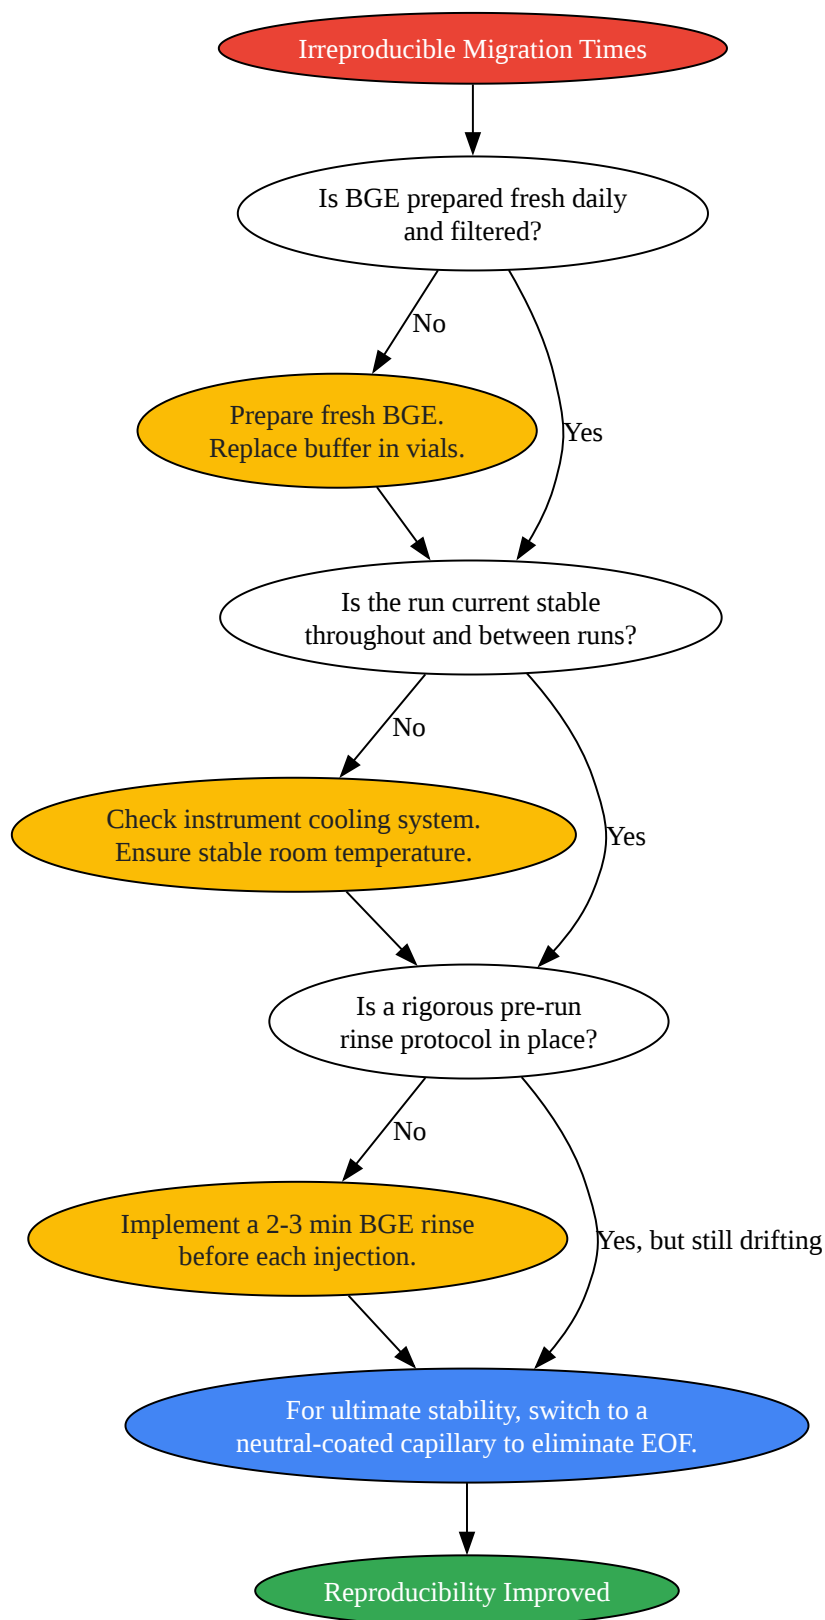 Irreproducible Migration Times
Is BGE prepared fresh daily
and filtered?
No
Prepare fresh BGE.
Replace buffer in vials.
Yes
Is the run current stable
throughout and between runs?
No
Check instrument cooling system.
Ensure stable room temperature.
Yes
Is a rigorous pre-run
rinse protocol in place?
No
Implement a 2-3 min BGE rinse
before each injection.
Yes, but still drifting
For ultimate stability, switch to a
neutral-coated capillary to eliminate EOF.
Reproducibility Improved